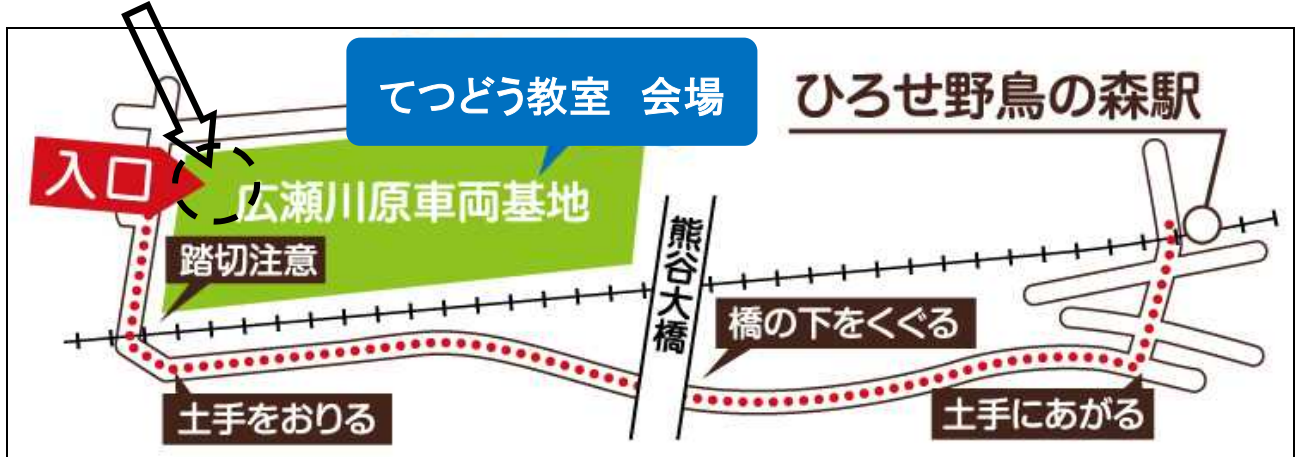 てつどう教室　会場
ひろせ野鳥の森駅
入口
広瀬川原車両基地
踏切注意
熊谷大橋
橋の下をくぐる
土手をおりる
土手にあがる